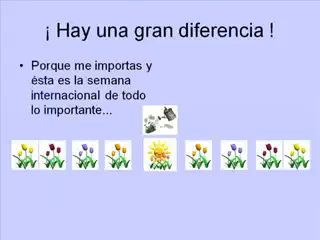 ¡ Hay una gran diferencia !
• Porque me importas y
ésta es la semana
internacional de todo
lo importante...